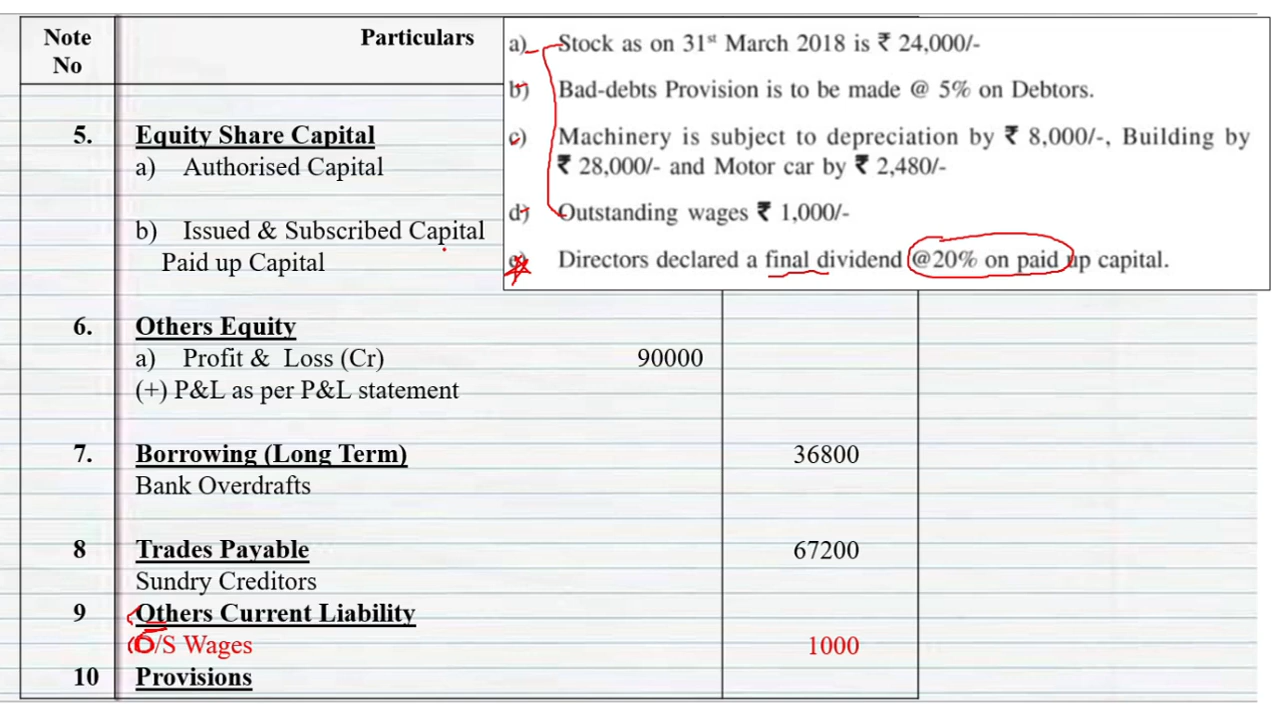 Note
No
Particulars
a) Stock as on 31st March 2018 is ₹ 24,000/-
b) Bad-debts Provision is to be made @ 5% on Debtors.
c) Machinery is subject to depreciation by ₹ 8,000/-, Building by
₹ 28,000/- and Motor car by ₹ 2,480/-
d) Outstanding wages ₹ 1,000/-
e) Directors declared a final dividend @20% on paid up capital.
5. Equity Share Capital
a) Authorised Capital
b) Issued & Subscribed Capital
Paid up Capital
6. Others Equity
a) Profit & Loss (Cr) 90000
(+) P&L as per P&L statement
7. Borrowing (Long Term) 36800
Bank Overdrafts
8 Trades Payable 67200
Sundry Creditors
9 Others Current Liability
O/S Wages 1000
10 Provisions